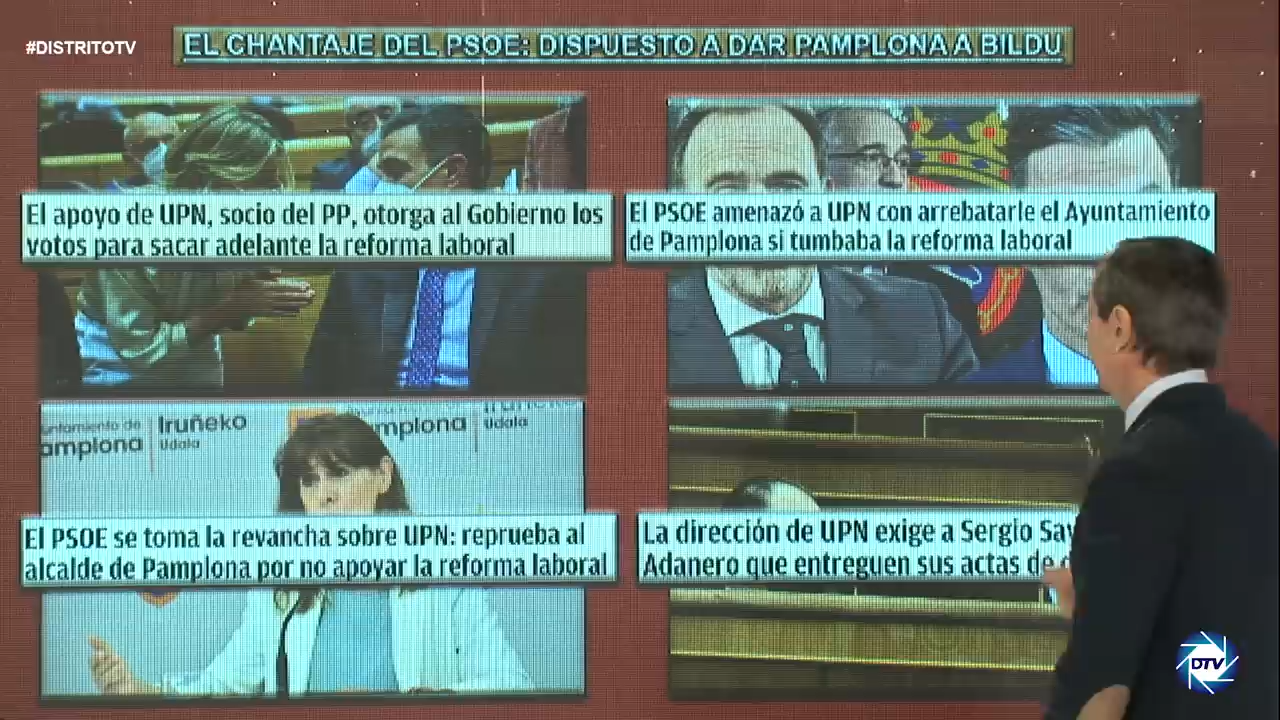 #DISTRITOTV
EL CHANTAJE DEL PSOE: DISPUESTO A DAR PAMPLONA A BILDU
El apoyo de UPN, socio del PP, otorga al Gobierno los
votos para sacar adelante la reforma laboral
El PSOE amenazó a UPN con arrebatarle el Ayuntamiento
de Pamplona si tumbaba la reforma laboral
Iruñeko
Udala
amplona
mplona
Udala
El PSOE se toma la revancha sobre UPN: reprueba al
alcalde de Pamplona por no apoyar la reforma laboral
La dirección de UPN exige a Sergio Say
Adanero que entreguen sus actas de
DTV